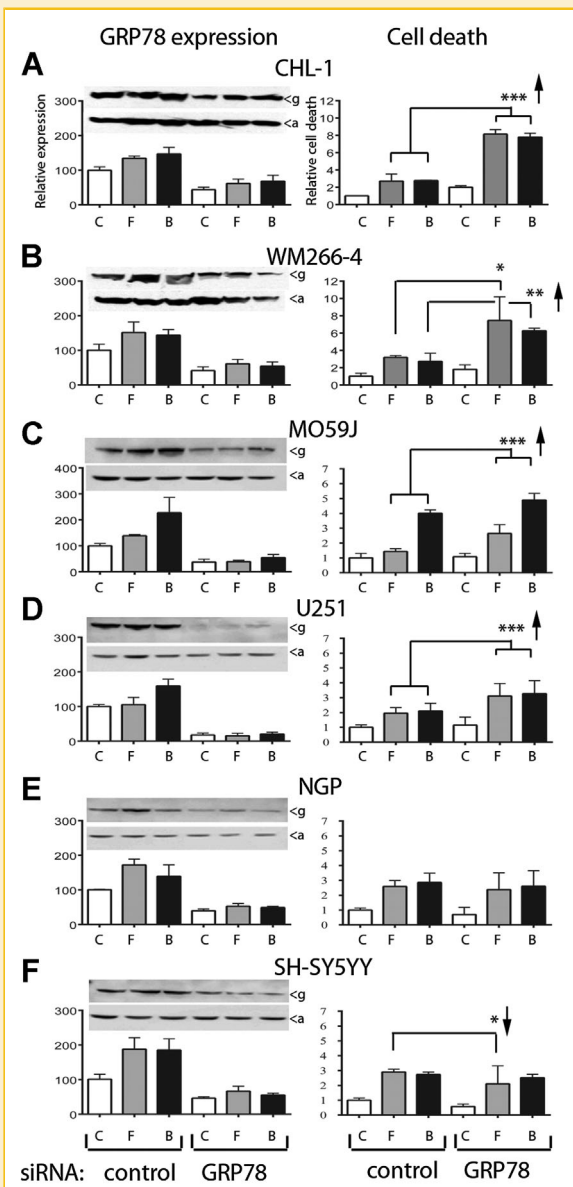 GRP78 expression Cell death
A CHL-1
Relative expression
300
200
100
0
<g
<a
C F B C F B
Relative cell death
12
10
8
6
4
2
0
***
C F B C F B
B WM266-4
300
200
100
0
<g
<a
C F B C F B
12
10
8
6
4
2
0
* **
C F B C F B
C MO59J
400
300
200
100
0
<g
<a
C F B C F B
7
6
5
4
3
2
1
0
***
C F B C F B
D U251
300
200
100
0
<g
<a
C F B C F B
7
6
5
4
3
2
1
0
***
C F B C F B
E NGP
300
200
100
0
<g
<a
C F B C F B
7
6
5
4
3
2
1
0
C F B C F B
F SH-SY5YY
300
200
100
0
<g
<a
C F B C F B
7
6
5
4
3
2
1
0
*
C F B C F B
siRNA: control GRP78 control GRP78